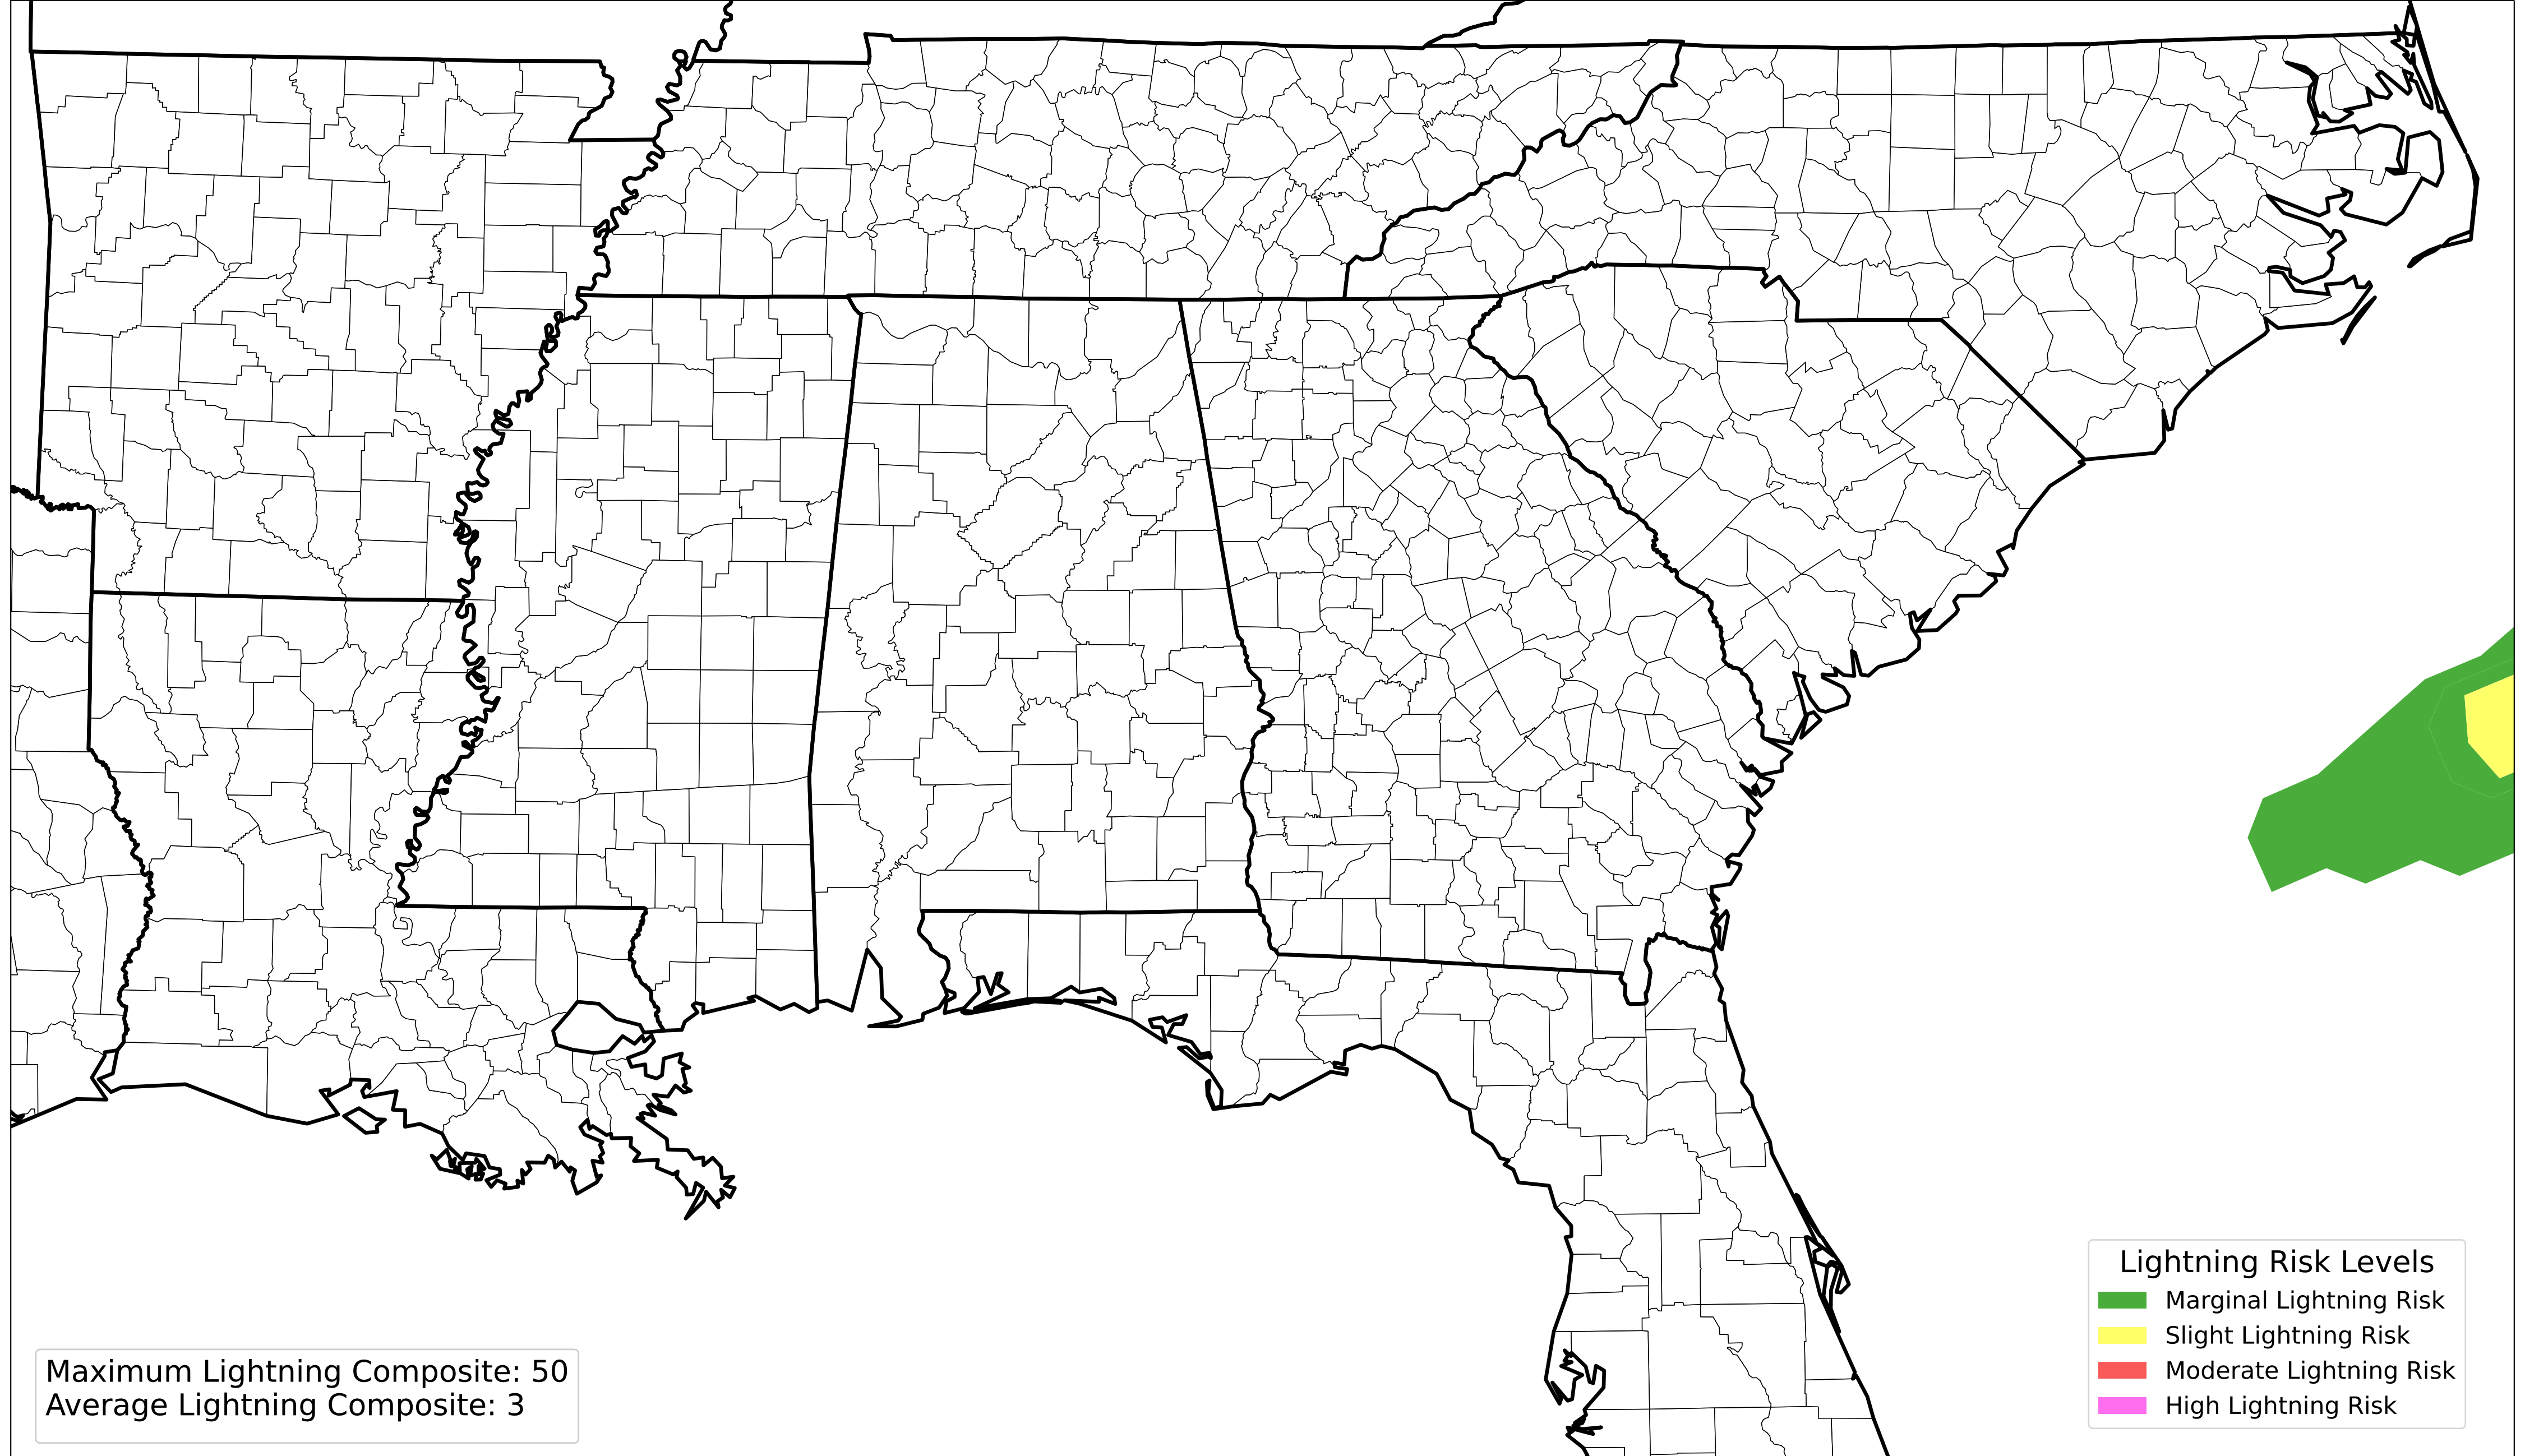 Lightning Risk Levels
Marginal Lightning Risk
Slight Lightning Risk
Moderate Lightning Risk
High Lightning Risk
Maximum Lightning Composite: 50
Average Lightning Composite: 3